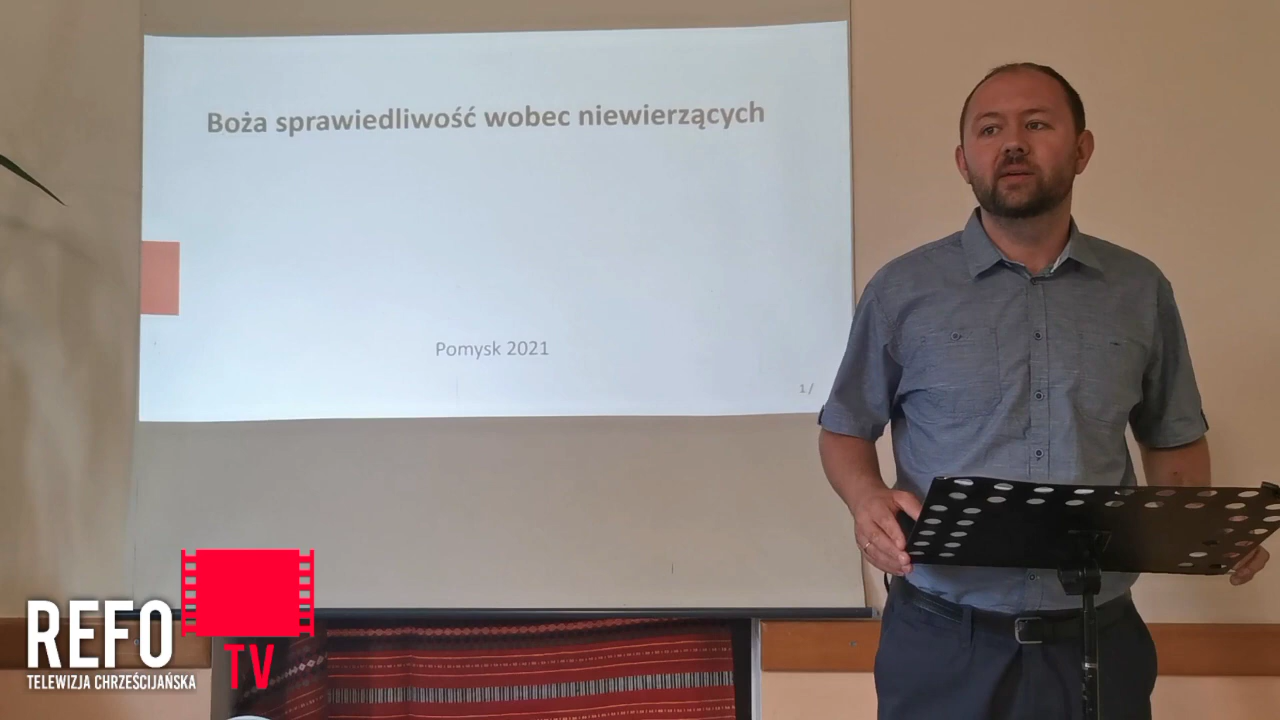 Boża sprawiedliwość wobec niewierzących
Pomysk 2021
1 /
REFO
TV
TELEWIZJA CHRZEŚCIJAŃSKA